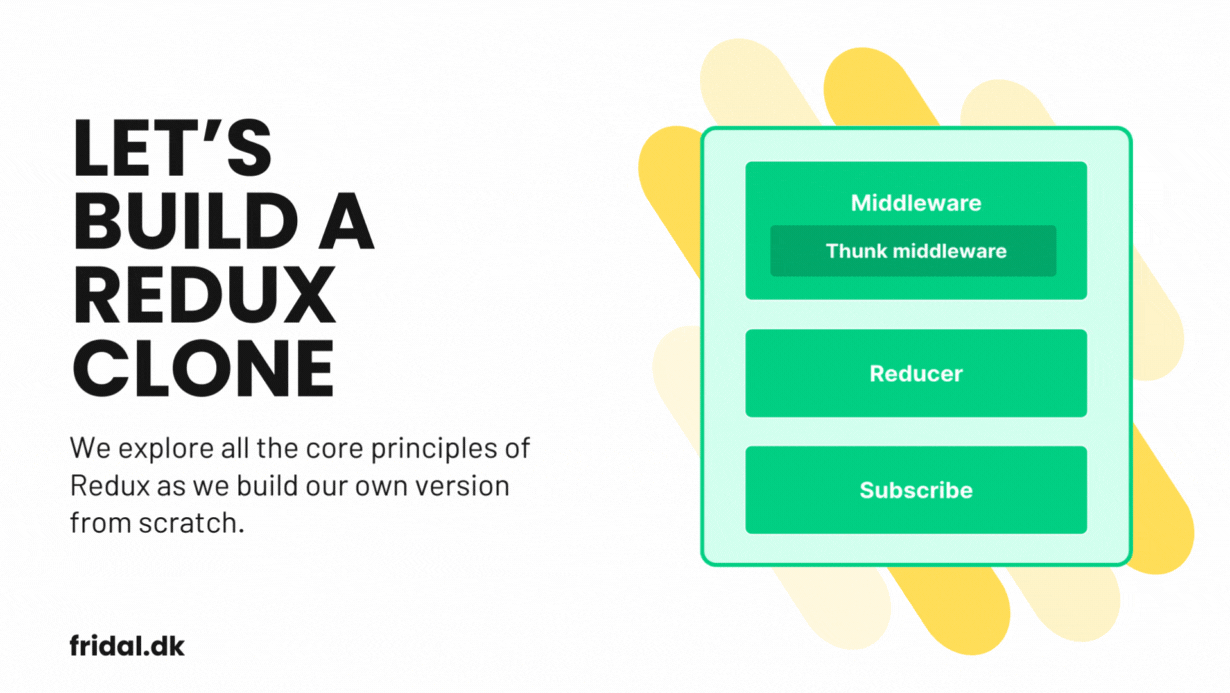 LET’S
BUILD A
REDUX
CLONE
We explore all the core principles of
Redux as we build our own version
from scratch.
fridal.dk
Middleware
Thunk middleware
Reducer
Subscribe